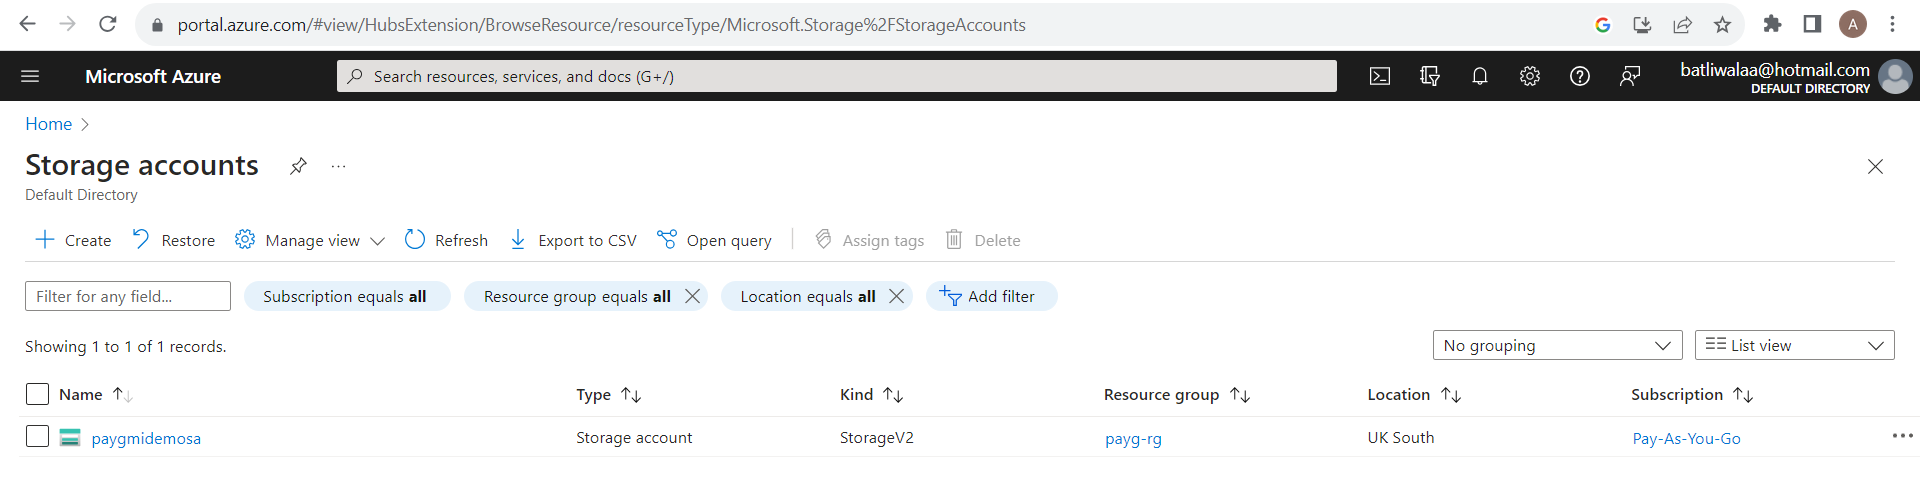 portal.azure.com/#view/HubsExtension/BrowseResource/resourceType/Microsoft.Storage%2FStorageAccounts
A
Microsoft Azure
Search resources, services, and docs (G+/)
batliwalaa@hotmail.com
DEFAULT DIRECTORY
Home
Storage accounts
Default Directory
Create Restore Manage view Refresh Export to CSV Open query Assign tags Delete
Filter for any field... Subscription equals all Resource group equals all Location equals all Add filter
Showing 1 to 1 of 1 records. No grouping List view
Name Type Kind Resource group Location Subscription
paygmidemosa Storage account StorageV2 payg-rg UK South Pay-As-You-Go